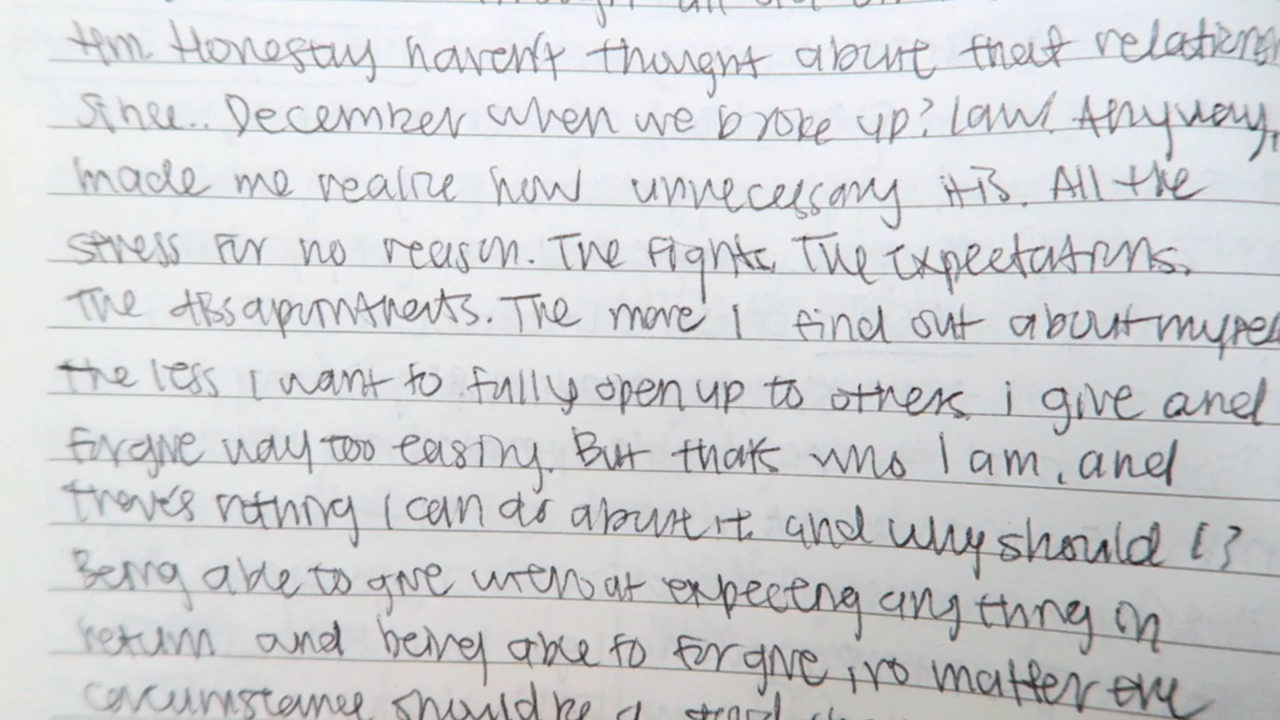 him. Honestly haven't thought about that relation
since.. December when we broke up? Law! Anyway,
made me realize how unnecessary it is. All the
stress for no reason. The fights, The expectations.
The dissapointments. The more I find out about myself
the less I want to fully open up to others. i give and
forgive way too easily. But that's who I am, and
there's nothing I can do about it. and why should I?
Being able to give without expecting anything in
return and being able to forgive, no matter the
circumstance should be a